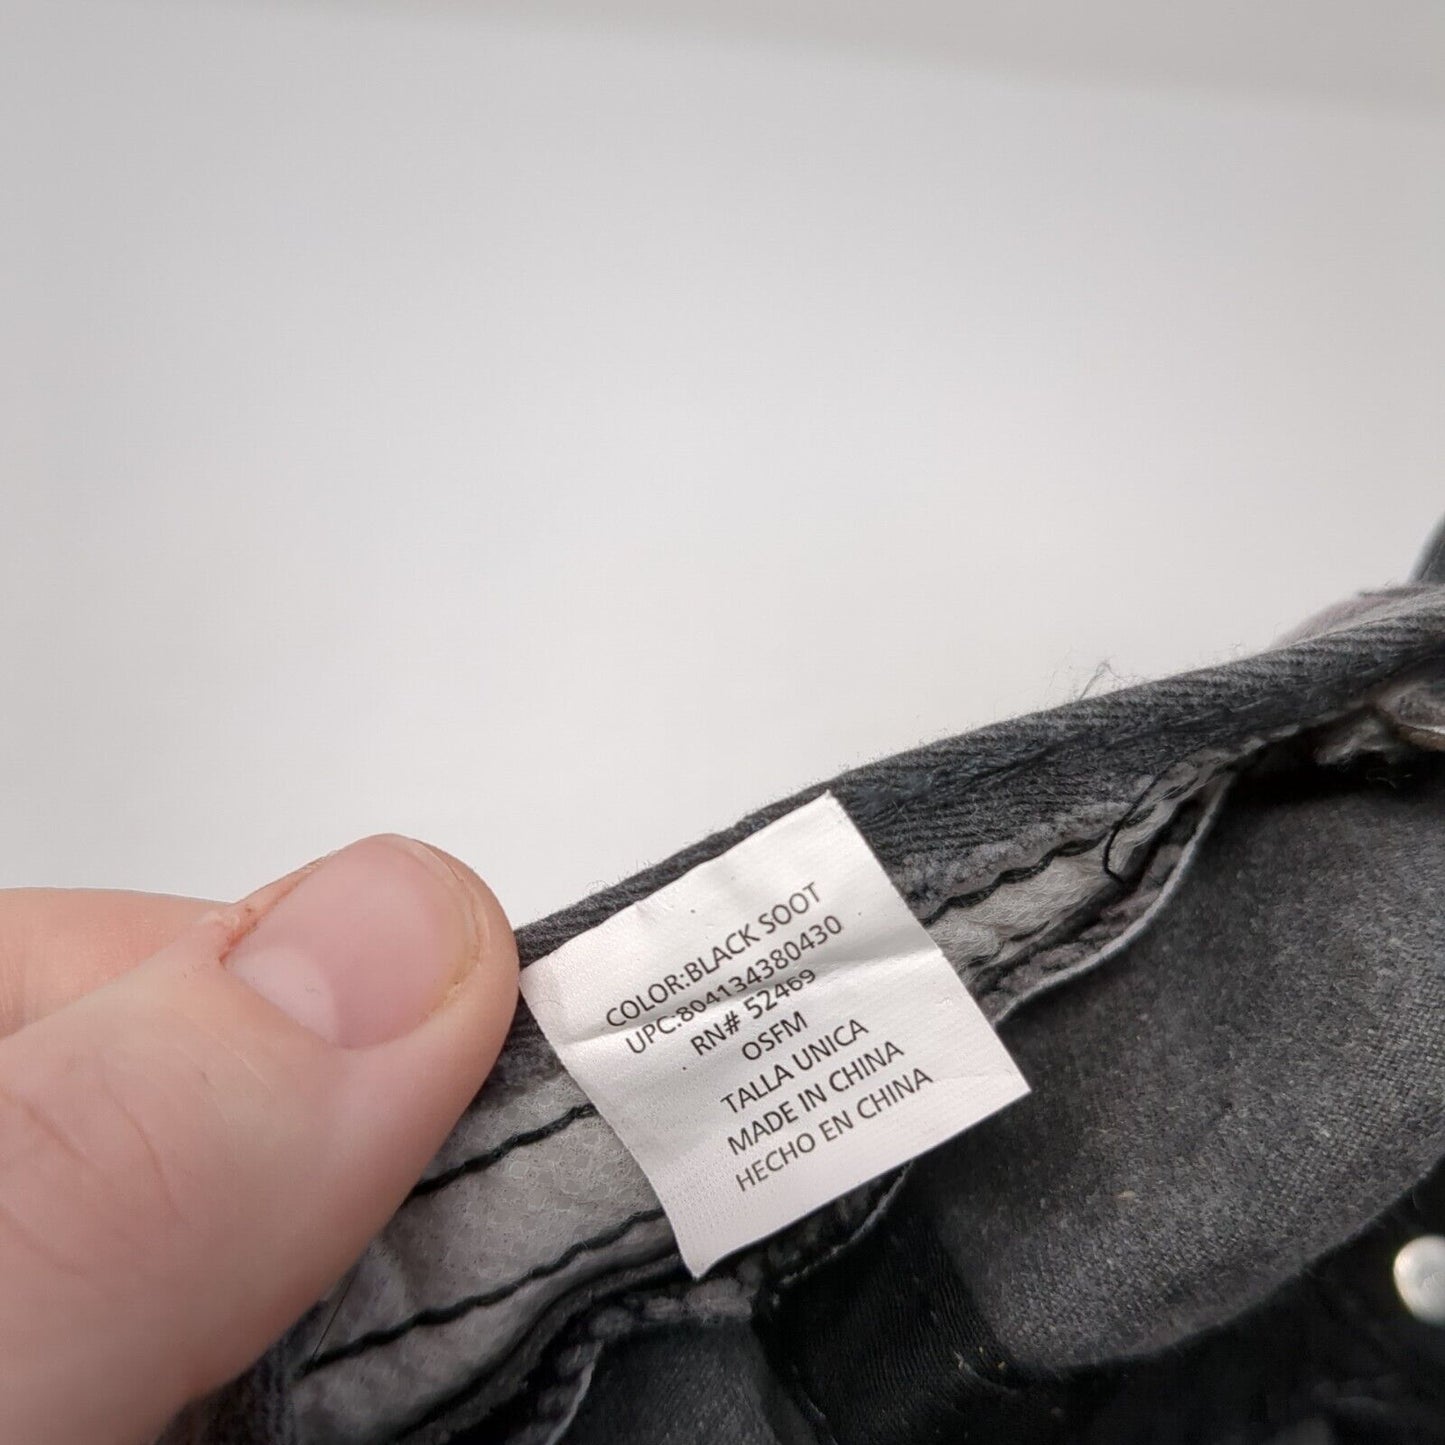 COLOR:BLACK SOOT
UPC:804134380430
RN# 52469
OSFM
TALLA UNICA
MADE IN CHINA
HECHO EN CHINA